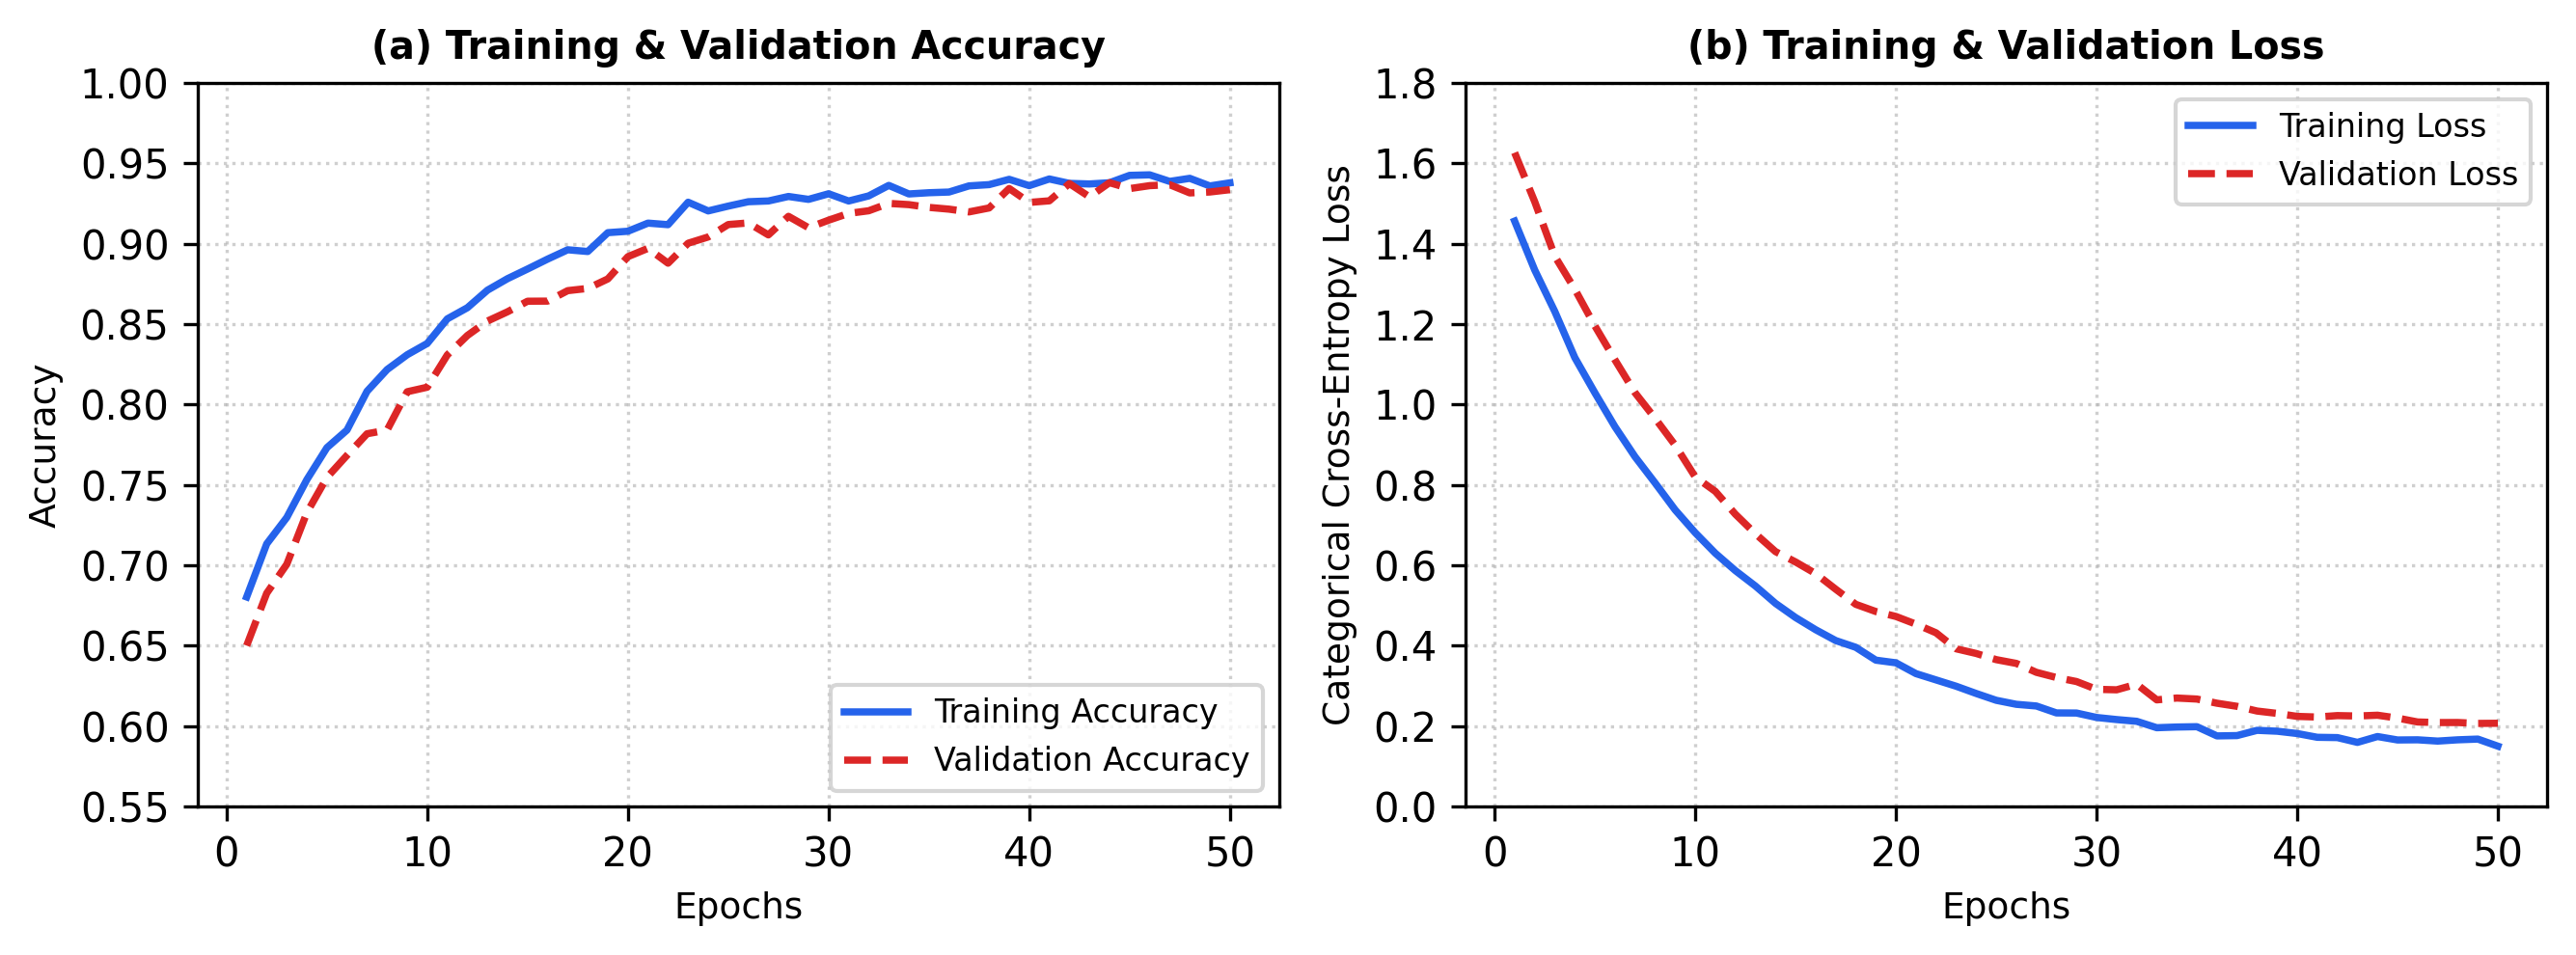 (a) Training & Validation Accuracy
1.00
0.95
0.90
0.85
0.80
0.75
0.70
0.65
0.60
0.55
Accuracy
Training Accuracy
Validation Accuracy
0 10 20 30 40 50
Epochs
(b) Training & Validation Loss
1.8
1.6
1.4
1.2
1.0
0.8
0.6
0.4
0.2
0.0
Categorical Cross-Entropy Loss
Training Loss
Validation Loss
0 10 20 30 40 50
Epochs